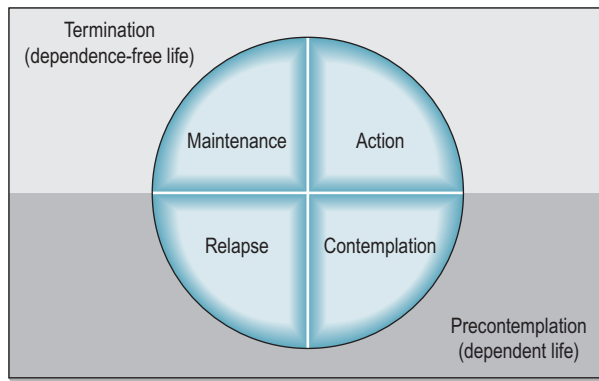 Termination
(dependence-free life)
Maintenance
Action
Relapse
Contemplation
Precontemplation
(dependent life)